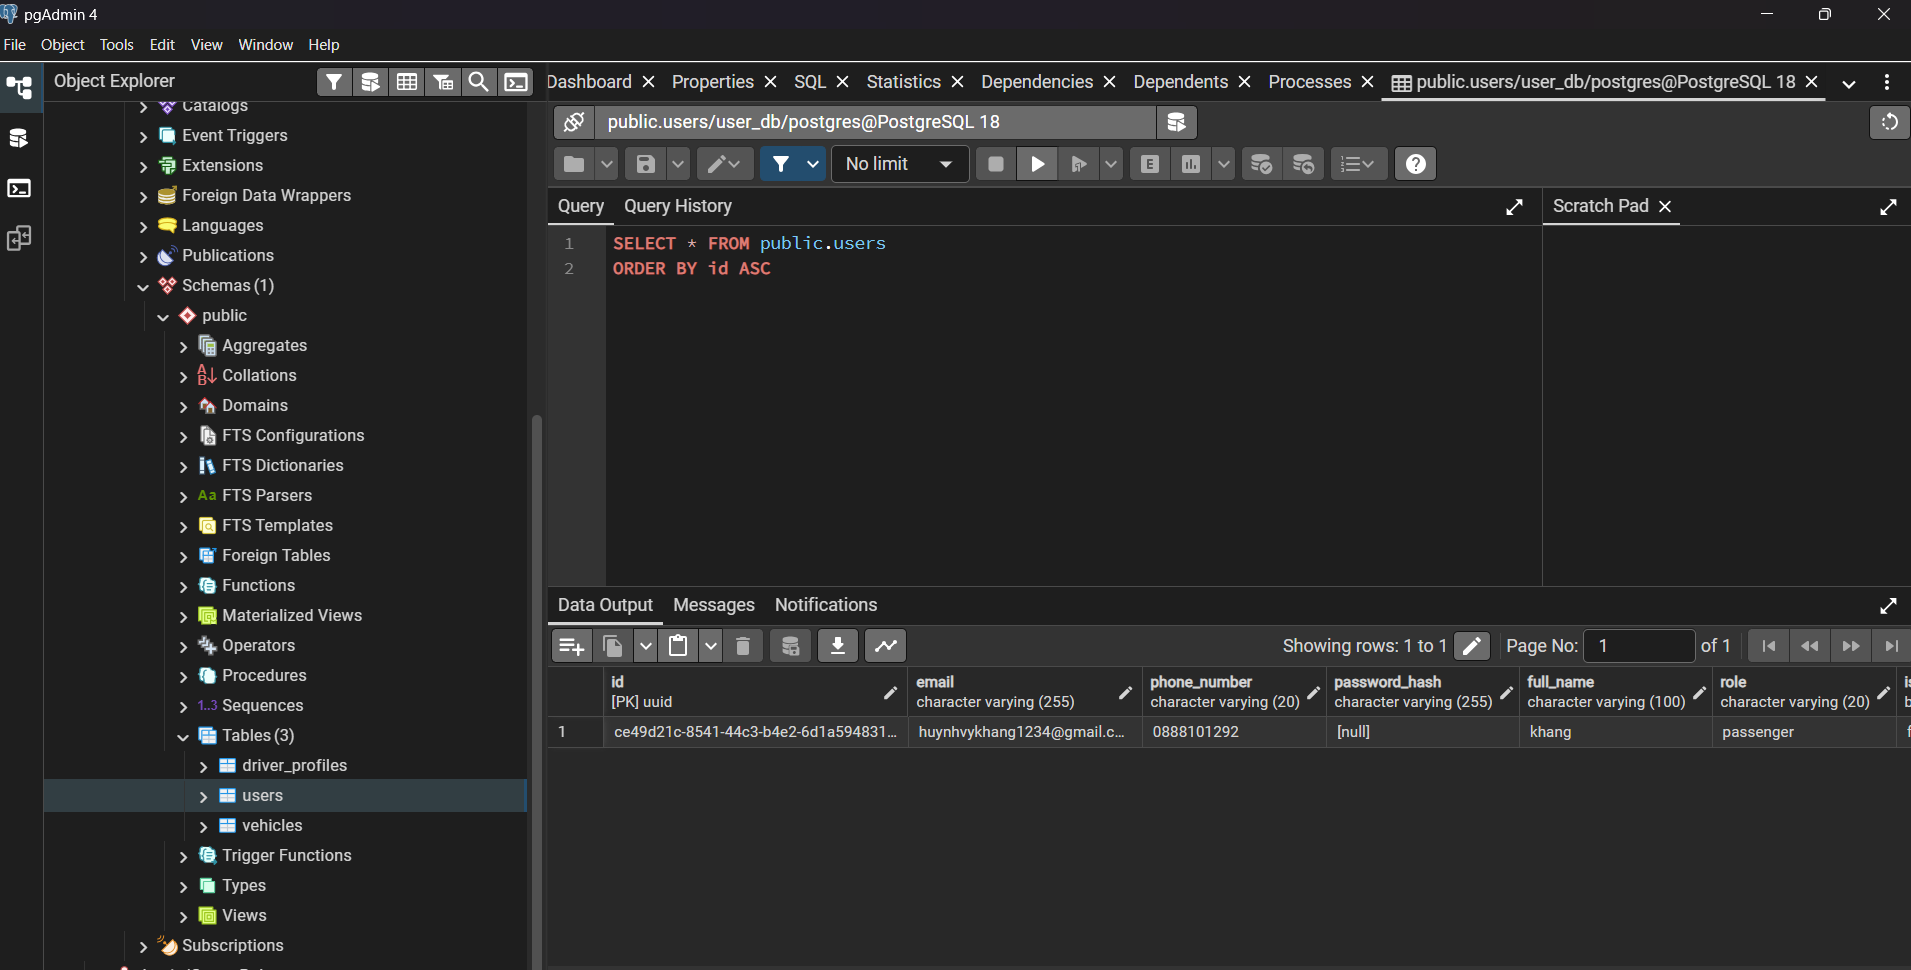 pgAdmin 4
File Object Tools Edit View Window Help
Object Explorer
Dashboard Properties SQL Statistics Dependencies Dependents Processes public.users/user_db/postgres@PostgreSQL 18
Catalogs
Event Triggers
Extensions
Foreign Data Wrappers
Languages
Publications
Schemas (1)
public
Aggregates
Collations
Domains
FTS Configurations
FTS Dictionaries
Aa FTS Parsers
FTS Templates
Foreign Tables
Functions
Materialized Views
Operators
Procedures
1..3 Sequences
Tables (3)
driver_profiles
users
vehicles
Trigger Functions
Types
Views
Subscriptions
public.users/user_db/postgres@PostgreSQL 18
No limit
Query Query History
Scratch Pad
1 SELECT * FROM public.users
2 ORDER BY id ASC
Data Output Messages Notifications
Showing rows: 1 to 1 Page No: 1 of 1
id email phone_number password_hash full_name role
[PK] uuid character varying (255) character varying (20) character varying (255) character varying (100) character varying (20)
1 ce49d21c-8541-44c3-b4e2-6d1a594831... huynhvykhang1234@gmail.c... 0888101292 [null] khang passenger